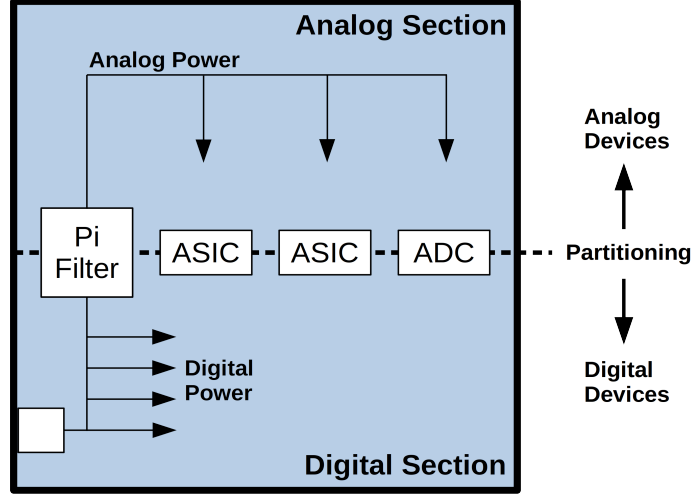 Analog Section
Analog Power
Analog
Devices
Pi
Filter
ASIC
ASIC
ADC
Partitioning
Digital
Power
Digital
Devices
Digital Section